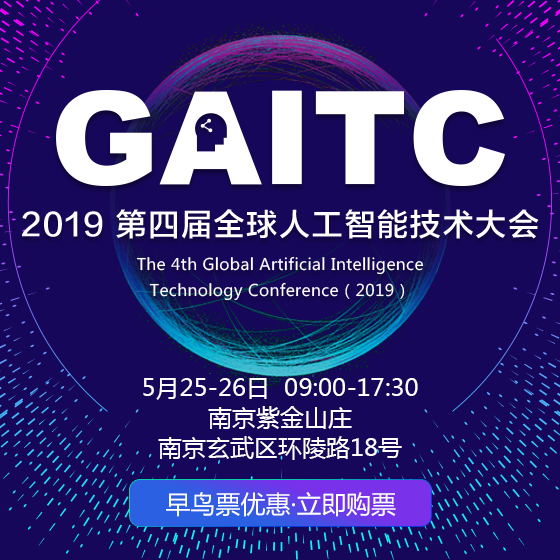 GAITC
2019 第四届全球人工智能技术大会
The 4th Global Artificial Intelligence
Technology Conference（2019）
5月25-26日 09:00-17:30
南京紫金山庄
南京玄武区环陵路18号
早鸟票优惠·立即购票